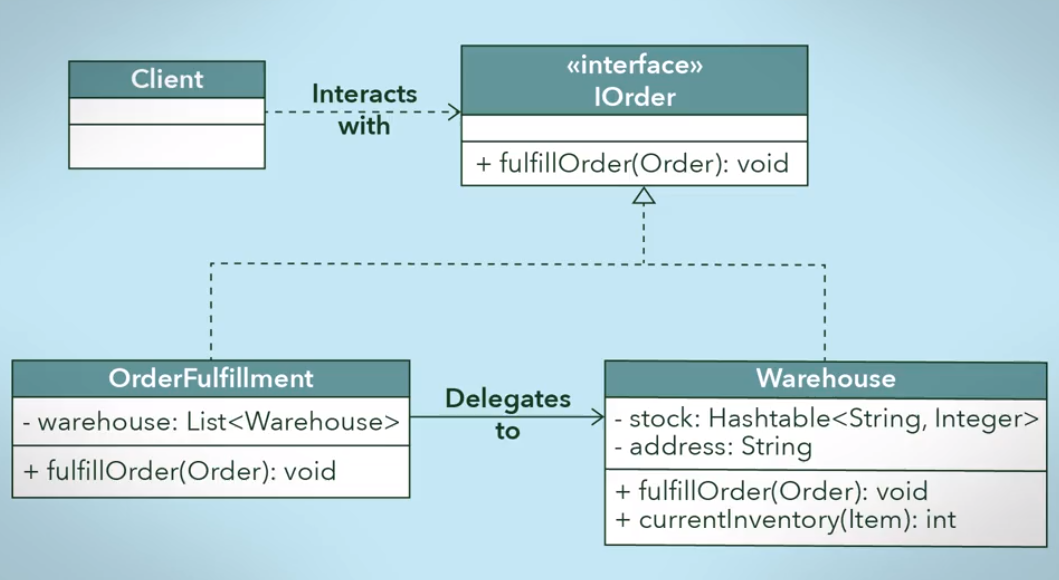 Client
Interacts
with
«interface»
IOrder
+ fulfillOrder(Order): void
OrderFulfillment
- warehouse: List<Warehouse>
+ fulfillOrder(Order): void
Delegates
to
Warehouse
- stock: Hashtable<String, Integer>
- address: String
+ fulfillOrder(Order): void
+ currentInventory(Item): int